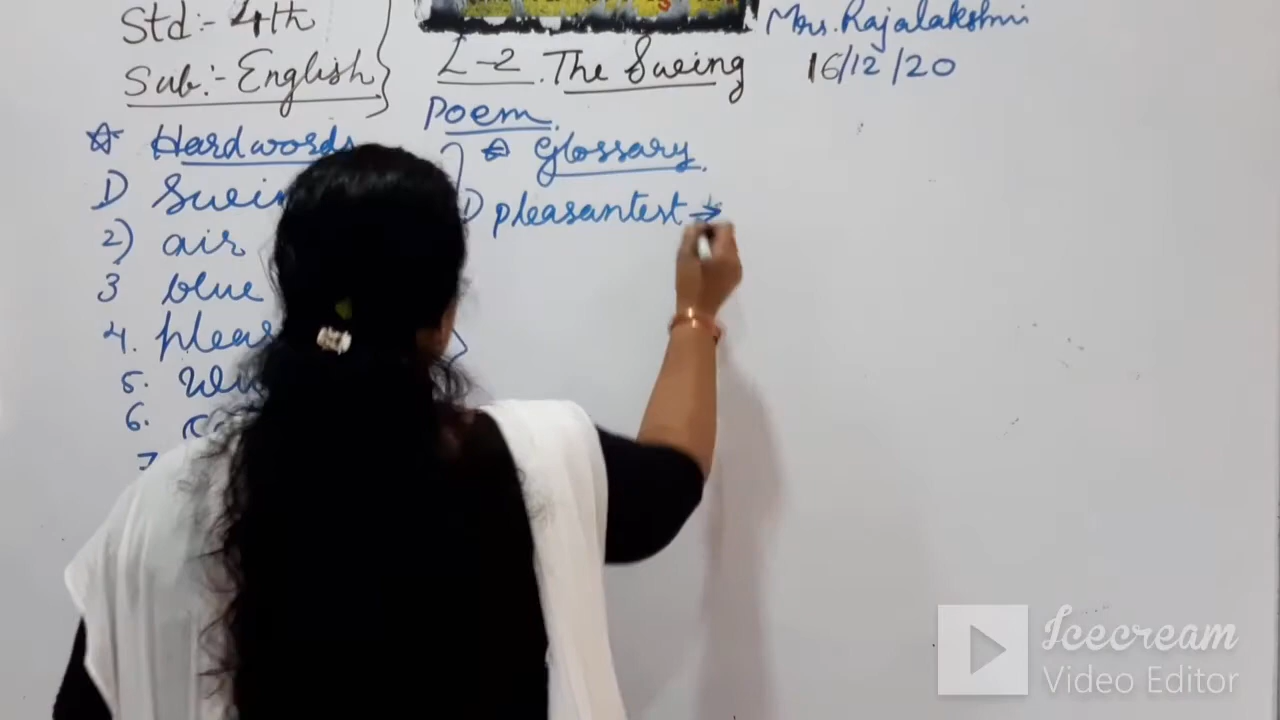 Std:- 4th
Mrs. Rajalakshmi
Sub:- English
L-2. The Swing
16/12/20
Poem.
Hardwords
Glossary.
1) Swin
1) pleasantest →
2) air
3 blue
4. pleas
5.
6.
7
Icecream
Video Editor